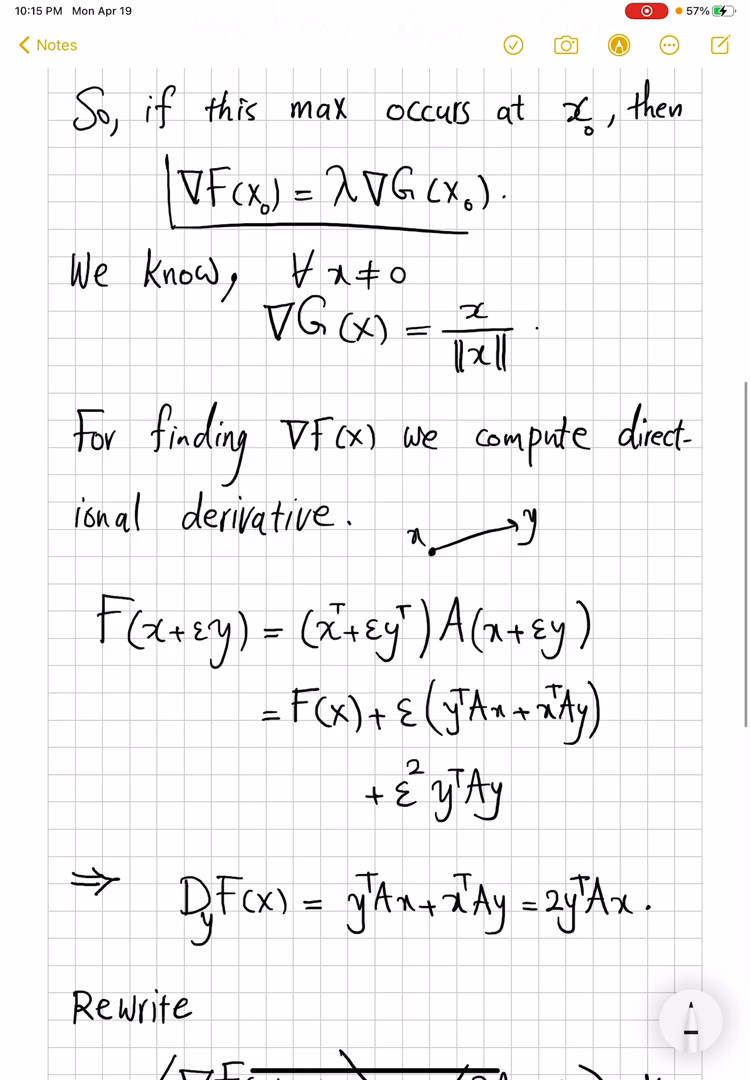 10:15 PM Mon Apr 19 57%
Notes
So, if this max occurs at x₀, then
∇F(x₀) = λ∇G(x₀).
We know, ∀ x≠0
∇G(x) = x/‖x‖.
For finding ∇F(x) we compute direct-
ional derivative. x y
F(x+εy) = (xᵀ+εyᵀ)A(x+εy)
= F(x)+ε(yᵀAx+xᵀAy)
+ε² yᵀAy
⇒ D_yF(x) = yᵀAx+xᵀAy = 2yᵀAx.
Rewrite